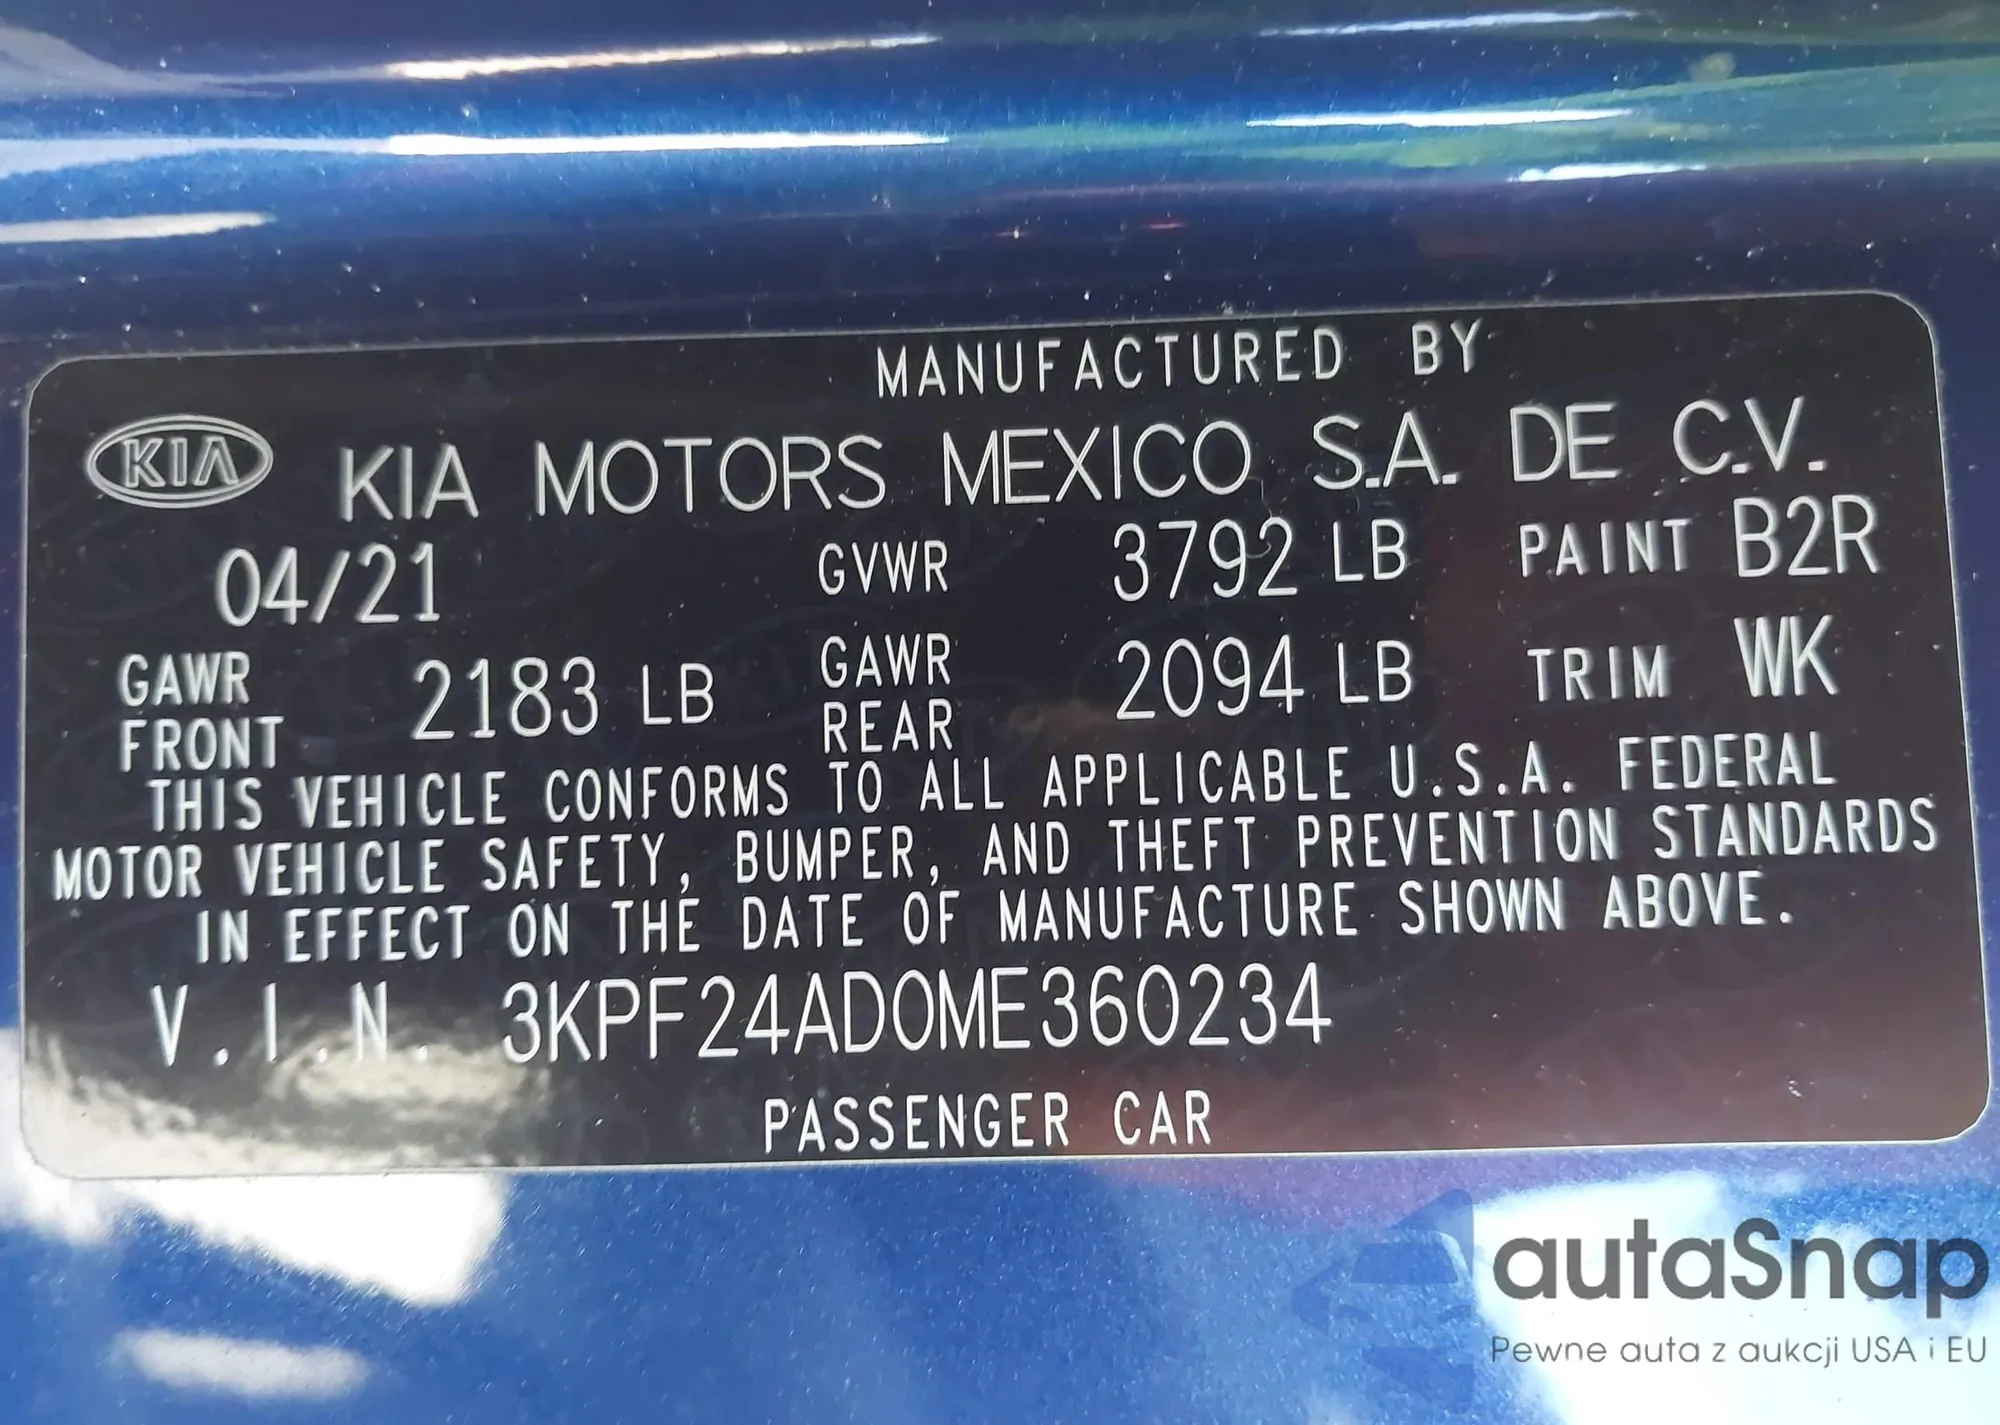 MANUFACTURED BY
KIA KIA MOTORS MEXICO S.A. DE C.V.
04/21 GVWR 3792 LB PAINT B2R
GAWR FRONT 2183 LB GAWR REAR 2094 LB TRIM WK
THIS VEHICLE CONFORMS TO ALL APPLICABLE U.S.A. FEDERAL
MOTOR VEHICLE SAFETY, BUMPER, AND THEFT PREVENTION STANDARDS
IN EFFECT ON THE DATE OF MANUFACTURE SHOWN ABOVE.
V.I.N. 3KPF24AD0ME360234
PASSENGER CAR
autaSnap
Pewne auta z aukcji USA i EU